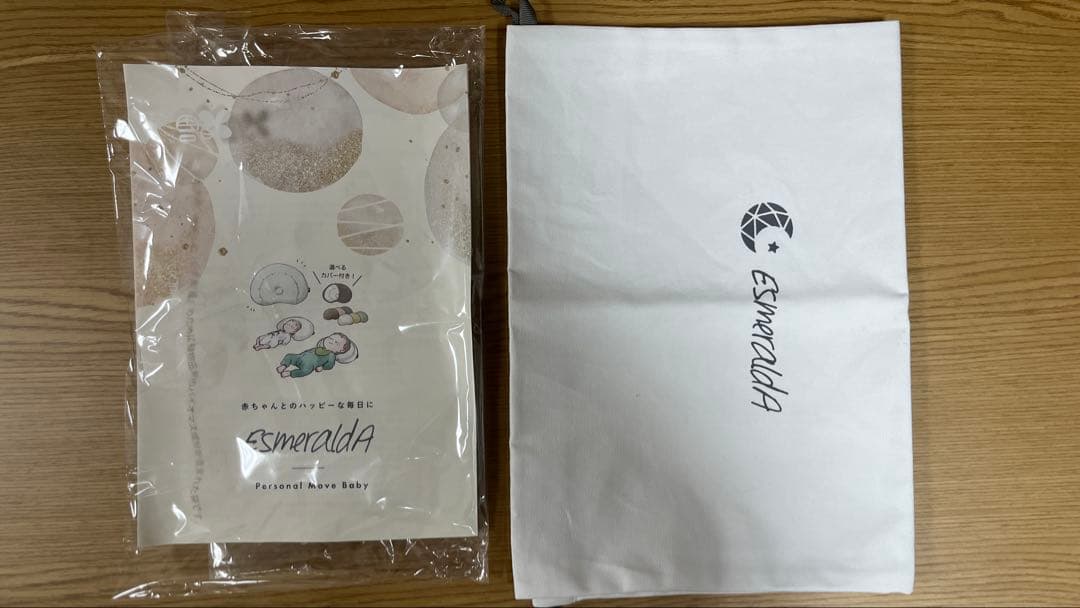 選べる
カバー付き！
赤ちゃんとのハッピーな毎日に
EsmeraldA
Personal Move Baby
EsmeraldA